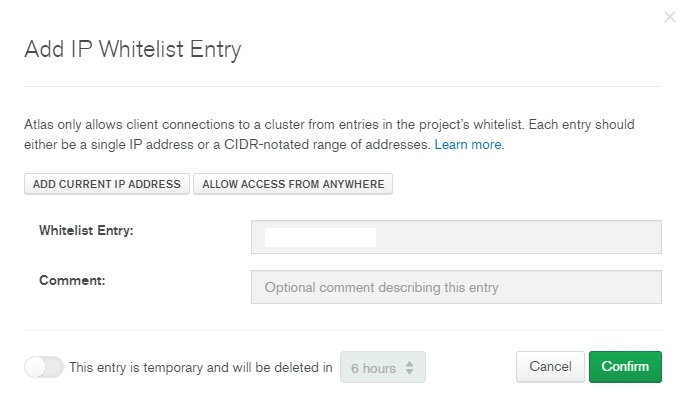 Add IP Whitelist Entry
Atlas only allows client connections to a cluster from entries in the project's whitelist. Each entry should
either be a single IP address or a CIDR-notated range of addresses. Learn more.
ADD CURRENT IP ADDRESS ALLOW ACCESS FROM ANYWHERE
Whitelist Entry:
Comment: Optional comment describing this entry
This entry is temporary and will be deleted in 6 hours Cancel Confirm